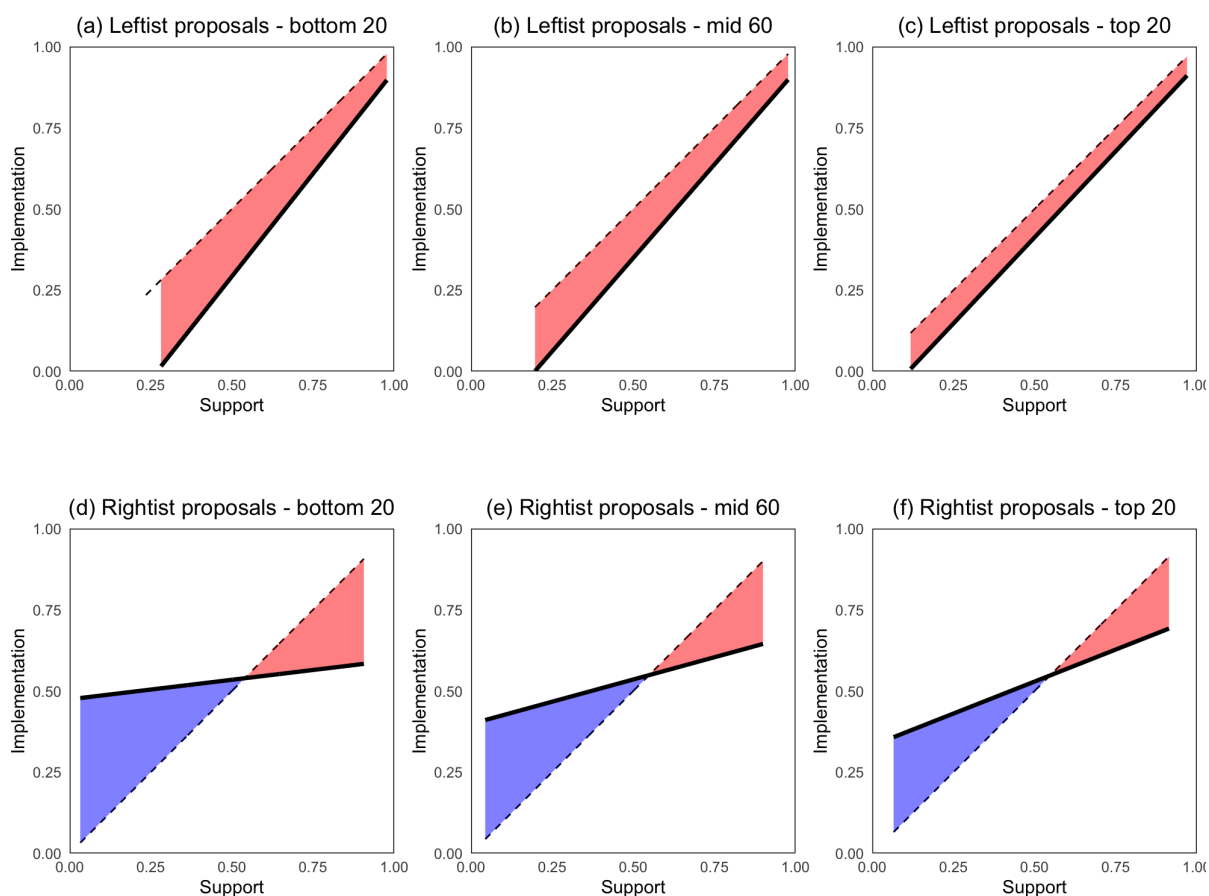 (a) Leftist proposals - bottom 20
(b) Leftist proposals - mid 60
(c) Leftist proposals - top 20
1.00
0.75
0.50
0.25
0.00
Implementation
0.00 0.25 0.50 0.75 1.00
Support
1.00
0.75
0.50
0.25
0.00
Implementation
0.00 0.25 0.50 0.75 1.00
Support
1.00
0.75
0.50
0.25
0.00
Implementation
0.00 0.25 0.50 0.75 1.00
Support
(d) Rightist proposals - bottom 20
(e) Rightist proposals - mid 60
(f) Rightist proposals - top 20
1.00
0.75
0.50
0.25
0.00
Implementation
0.00 0.25 0.50 0.75 1.00
Support
1.00
0.75
0.50
0.25
0.00
Implementation
0.00 0.25 0.50 0.75 1.00
Support
1.00
0.75
0.50
0.25
0.00
Implementation
0.00 0.25 0.50 0.75 1.00
Support